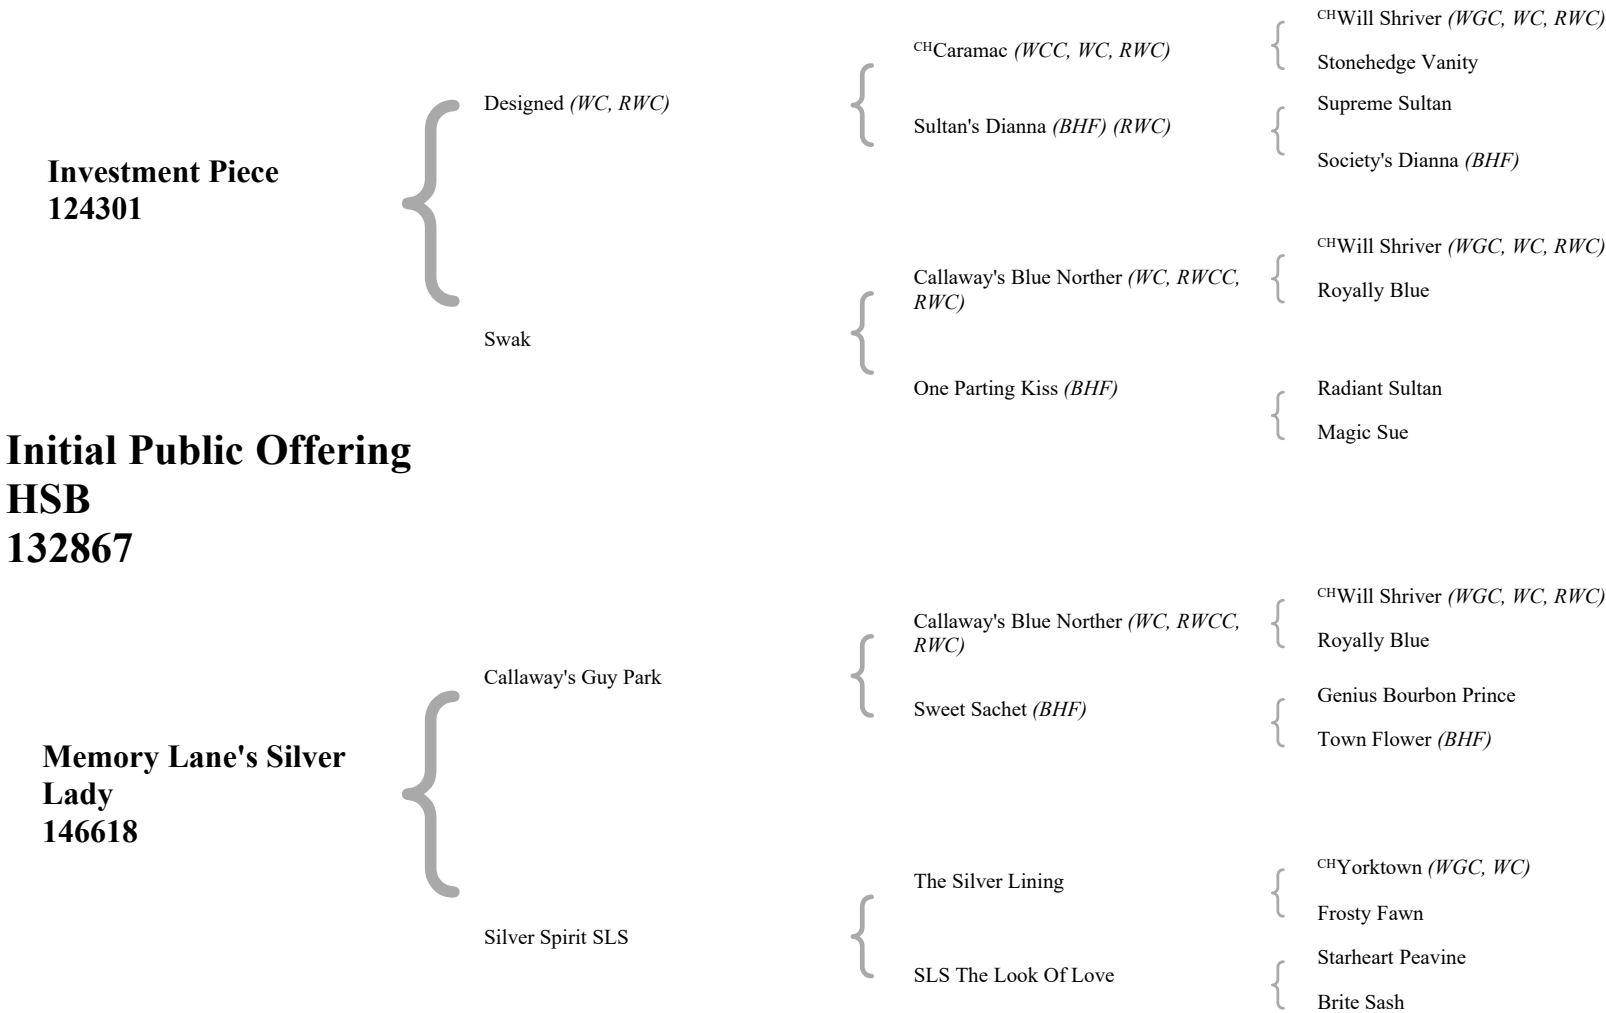 CHWill Shriver (WGC, WC, RWC)
CHCaramac (WCC, WC, RWC)
Stonehedge Vanity
Designed (WC, RWC)
Supreme Sultan
Sultan's Dianna (BHF) (RWC)
Society's Dianna (BHF)
Investment Piece
124301
CHWill Shriver (WGC, WC, RWC)
Callaway's Blue Norther (WC, RWCC,
RWC)
Royally Blue
Swak
One Parting Kiss (BHF)
Radiant Sultan
Magic Sue
Initial Public Offering
HSB
132867
CHWill Shriver (WGC, WC, RWC)
Callaway's Blue Norther (WC, RWCC,
RWC)
Royally Blue
Callaway's Guy Park
Genius Bourbon Prince
Sweet Sachet (BHF)
Town Flower (BHF)
Memory Lane's Silver
Lady
146618
CHYorktown (WGC, WC)
The Silver Lining
Frosty Fawn
Silver Spirit SLS
Starheart Peavine
SLS The Look Of Love
Brite Sash